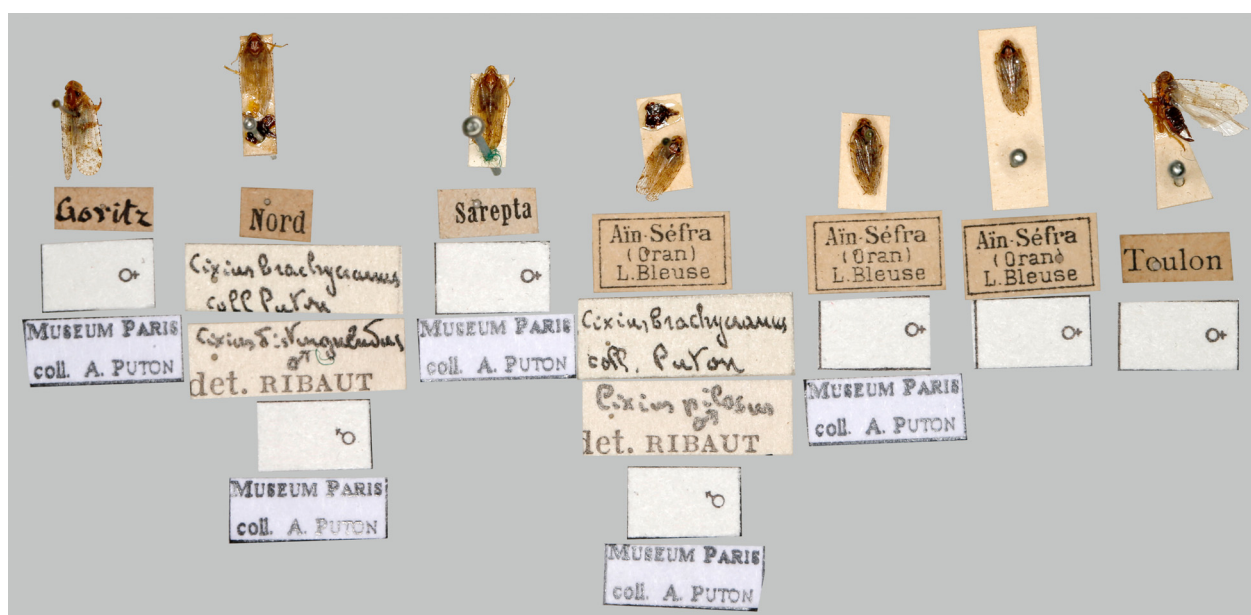 Goritz
♀
MUSEUM PARIS
coll. A. PUTON
Nord
Cixius brachycranus
coll Puton
Cixius distinguendus
♂
det. RIBAUT
♂
MUSEUM PARIS
coll. A. PUTON
Sarepta
♀
MUSEUM PARIS
coll. A. PUTON
Aïn-Séfra
(Oran)
L. Bleuse
Cixius brachycranus
coll. Puton
Cixius pilosus
♂
det. RIBAUT
♂
MUSEUM PARIS
coll. A. PUTON
Aïn-Séfra
(Oran)
L. Bleuse
♀
MUSEUM PARIS
coll. A. PUTON
Aïn-Séfra
(Oran)
L. Bleuse
♀
Toulon
♀